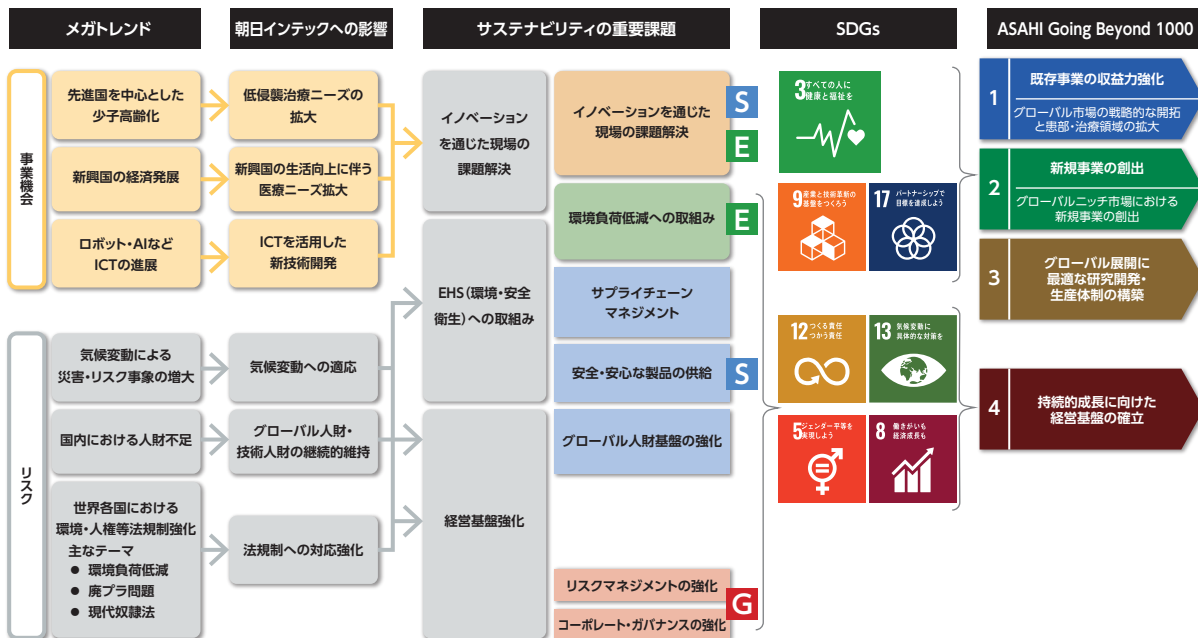 メガトレンド
朝日インテックへの影響
サステナビリティの重要課題
SDGs
ASAHI Going Beyond 1000
事業機会
先進国を中心とした
少子高齢化
低侵襲治療ニーズの
拡大
新興国の経済発展
新興国の生活向上に伴う
医療ニーズ拡大
ロボット・AIなど
ICTの進展
ICTを活用した
新技術開発
リスク
気候変動による
災害・リスク事象の増大
気候変動への適応
国内における人財不足
グローバル人財・
技術人財の継続的維持
世界各国における
環境・人権等法規制強化
主なテーマ
● 環境負荷低減
● 廃プラ問題
● 現代奴隷法
法規制への対応強化
イノベーション
を通じた現場の
課題解決
EHS(環境・安全
衛生)への取組み
経営基盤強化
イノベーションを通じた
現場の課題解決
S
E
環境負荷低減への取組み
E
サプライチェーン
マネジメント
安全・安心な製品の供給
S
グローバル人財基盤の強化
リスクマネジメントの強化
G
コーポレート・ガバナンスの強化
3 すべての人に
健康と福祉を
9 産業と技術革新の
基盤をつくろう
17 パートナーシップで
目標を達成しよう
12 つくる責任
つかう責任
13 気候変動に
具体的な対策を
5 ジェンダー平等を
実現しよう
8 働きがいも
経済成長も
1
既存事業の収益力強化
グローバル市場の戦略的な開拓
と患部・治療領域の拡大
2
新規事業の創出
グローバルニッチ市場における
新規事業の創出
3
グローバル展開に
最適な研究開発・
生産体制の構築
4
持続的成長に向けた
経営基盤の確立